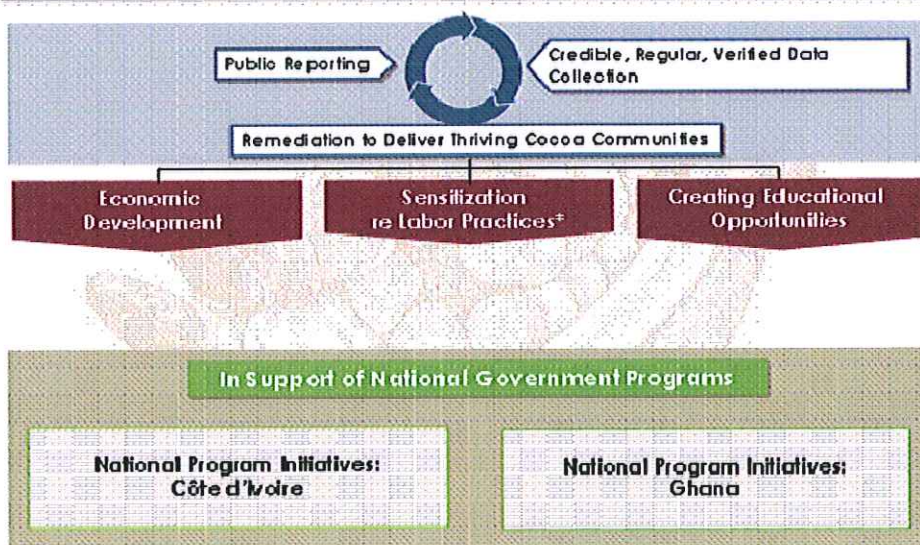 Public Reporting
Credible, Regular, Verified Data
Collection
Remediation to Deliver Thriving Cocoa Communities
Economic
Development
Sensitization
re Labor Practices*
Creating Educational
Opportunities
In Support of National Government Programs
National Program Initiatives:
Côte d'Ivoire
National Program Initiatives:
Ghana